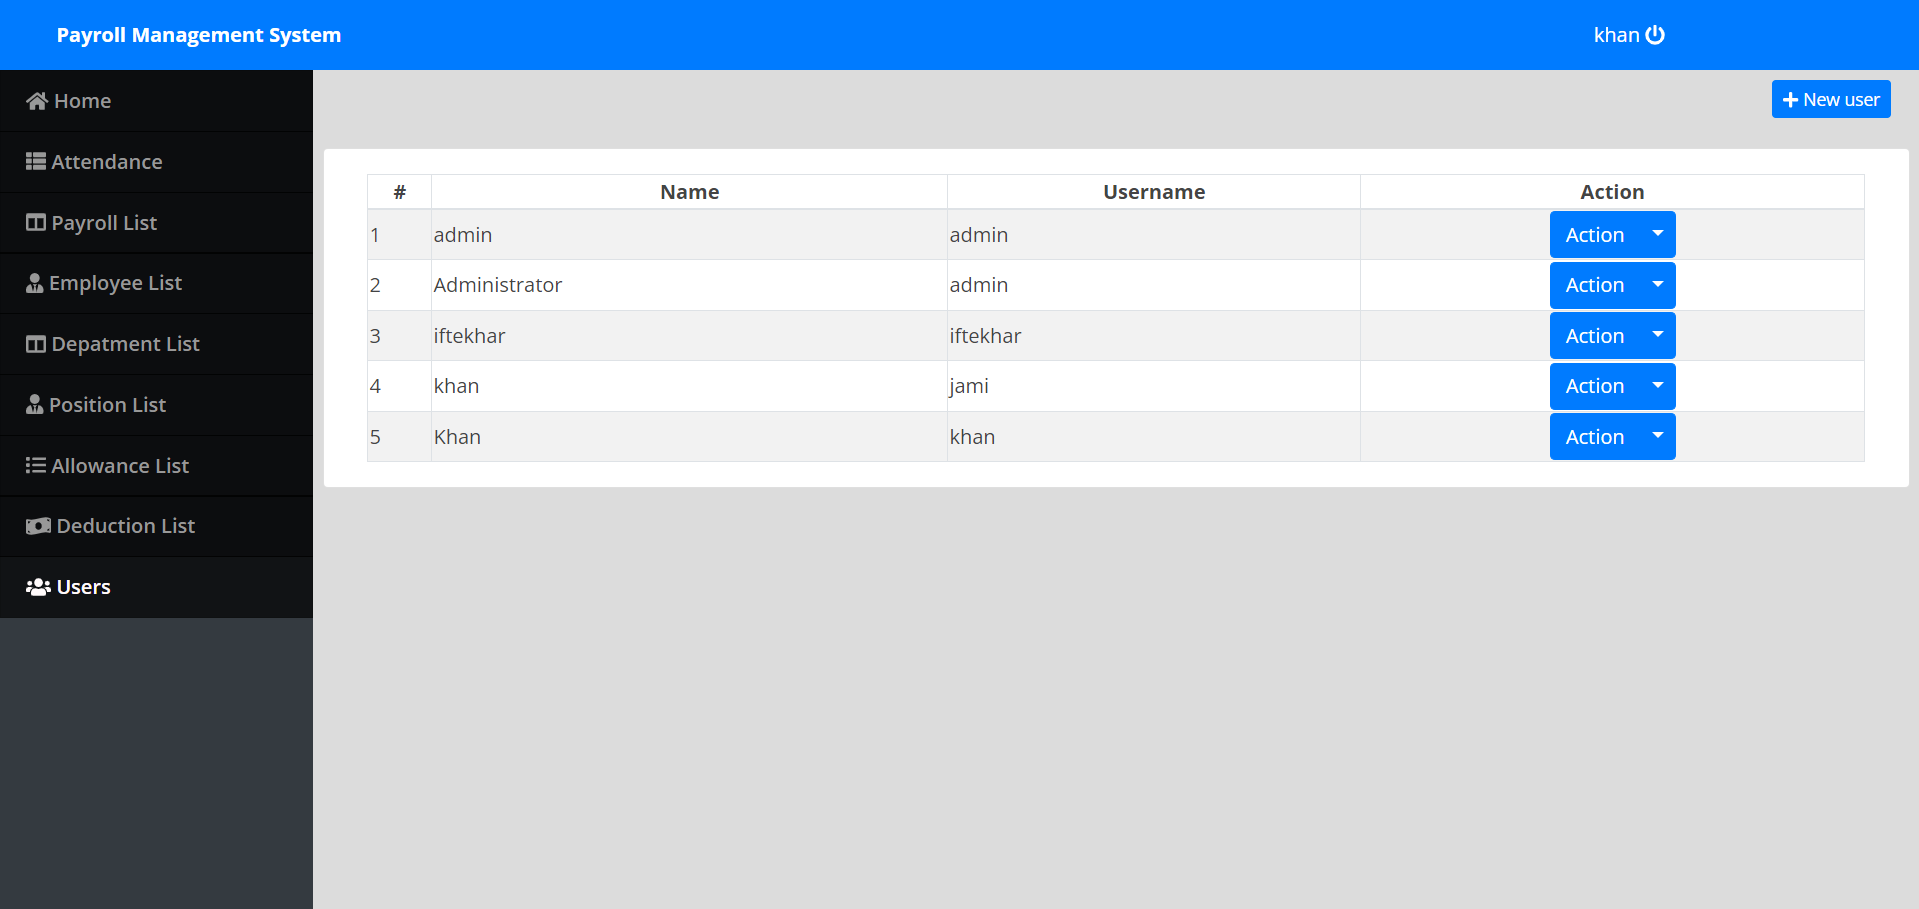 Payroll Management System
khan
Home
Attendance
Payroll List
Employee List
Depatment List
Position List
Allowance List
Deduction List
Users
New user
# Name Username Action
1 admin admin Action
2 Administrator admin Action
3 iftekhar iftekhar Action
4 khan jami Action
5 Khan khan Action